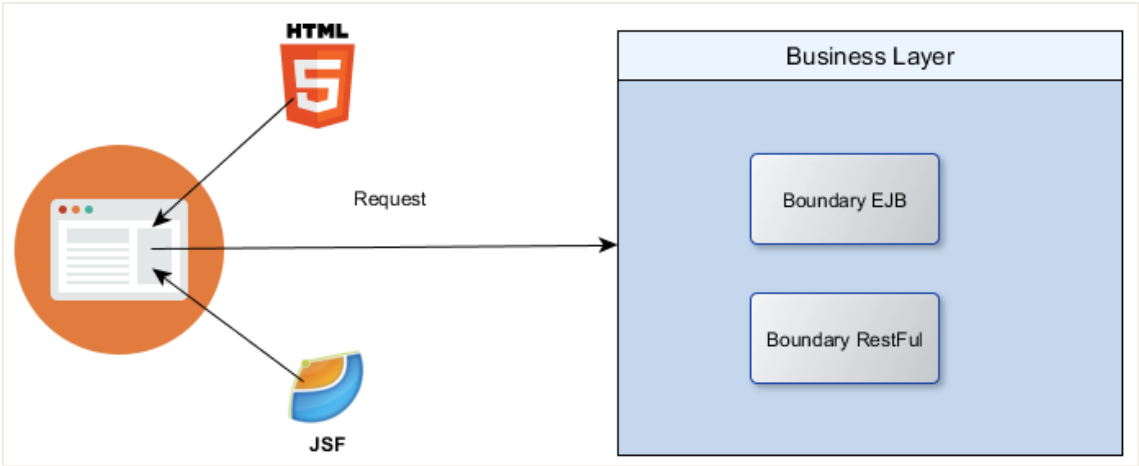 HTML
5
Business Layer
Boundary EJB
Request
Boundary RestFul
JSF